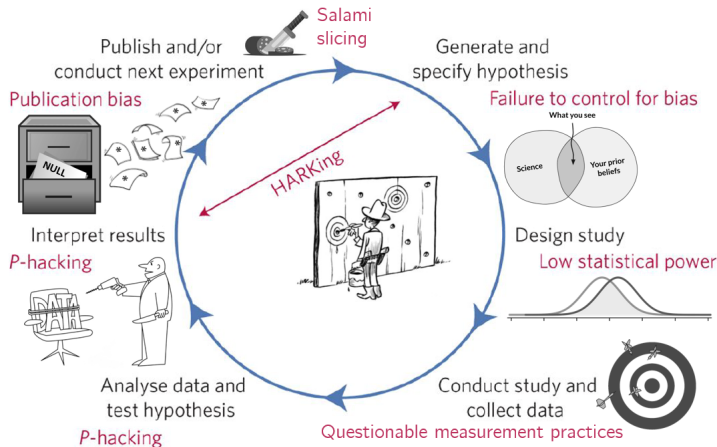 Salami
slicing
Publish and/or
conduct next experiment
Generate and
specify hypothesis
Publication bias
Failure to control for bias
What you see
Science
Your prior
beliefs
NULL
* * * * * *
HARKing
Interpret results
P-hacking
Design study
Low statistical power
DATA
Analyse data and
test hypothesis
P-hacking
Conduct study and
collect data
Questionable measurement practices